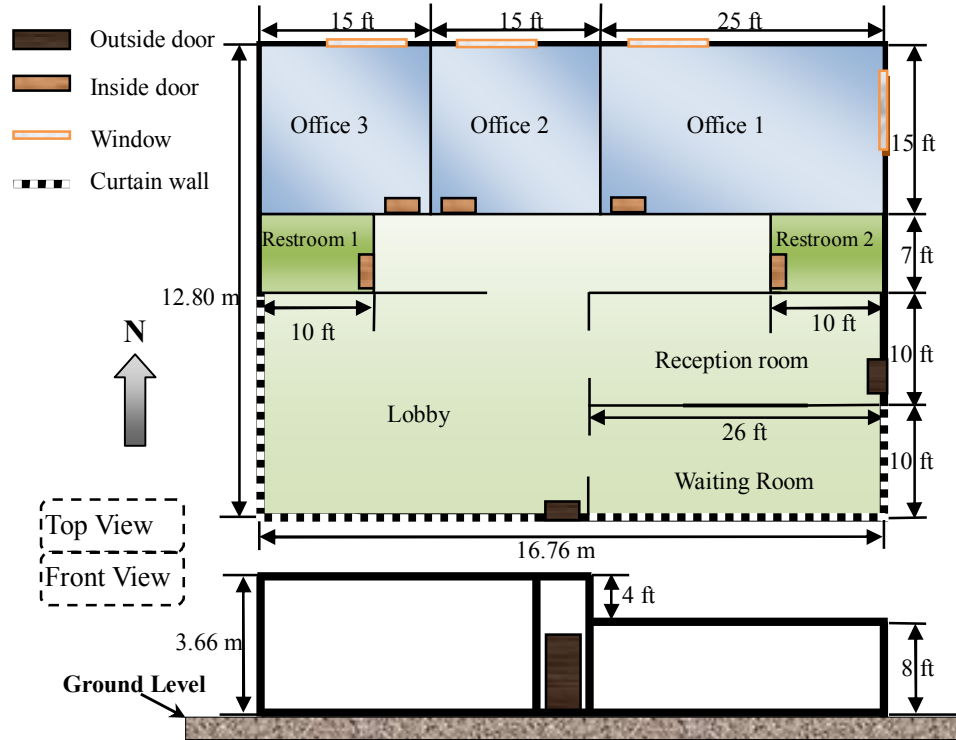 15 ft
15 ft
25 ft
Outside door
Inside door
Window
Curtain wall
Office 3
Office 2
Office 1
15 ft
Restroom 1
Restroom 2
7 ft
12.80 m
10 ft
10 ft
N
Reception room
10 ft
Lobby
26 ft
10 ft
Waiting Room
Top View
16.76 m
Front View
4 ft
3.66 m
8 ft
Ground Level